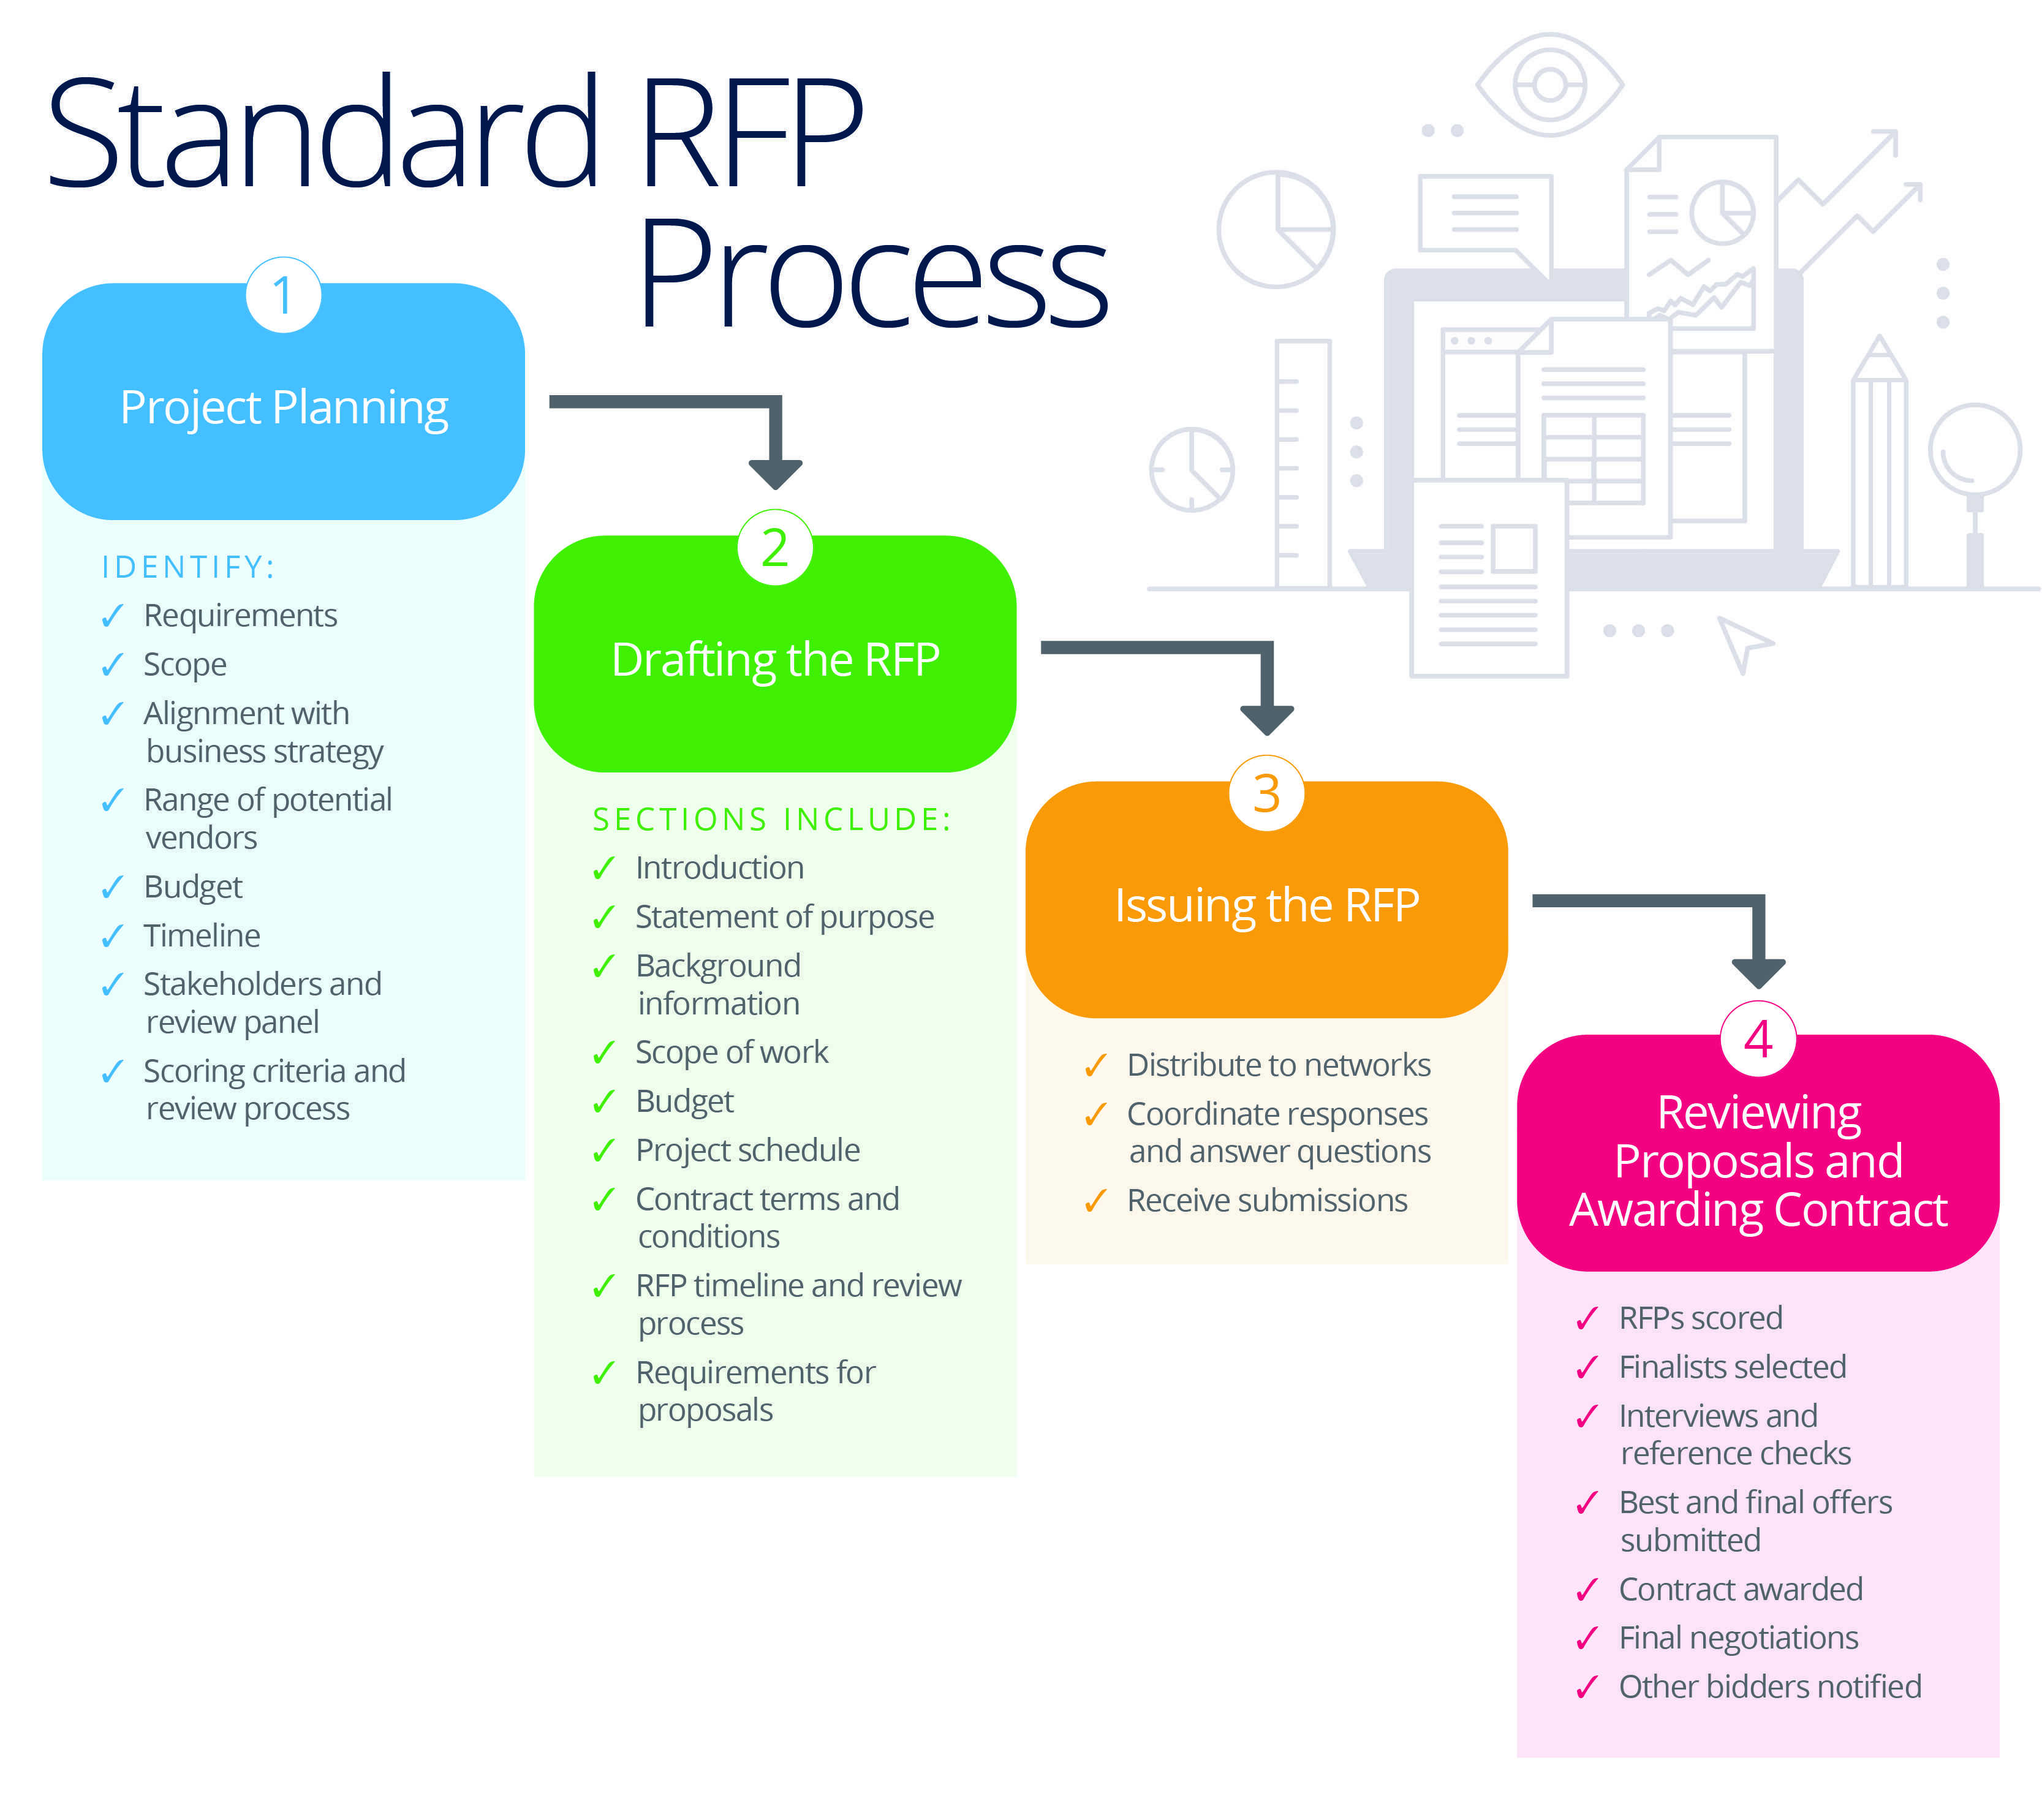 Standard RFP
Process
1
Project Planning
IDENTIFY:
✓ Requirements
✓ Scope
✓ Alignment with
business strategy
✓ Range of potential
vendors
✓ Budget
✓ Timeline
✓ Stakeholders and
review panel
✓ Scoring criteria and
review process
2
Drafting the RFP
SECTIONS INCLUDE:
✓ Introduction
✓ Statement of purpose
✓ Background
information
✓ Scope of work
✓ Budget
✓ Project schedule
✓ Contract terms and
conditions
✓ RFP timeline and review
process
✓ Requirements for
proposals
3
Issuing the RFP
✓ Distribute to networks
✓ Coordinate responses
and answer questions
✓ Receive submissions
4
Reviewing
Proposals and
Awarding Contract
✓ RFPs scored
✓ Finalists selected
✓ Interviews and
reference checks
✓ Best and final offers
submitted
✓ Contract awarded
✓ Final negotiations
✓ Other bidders notified